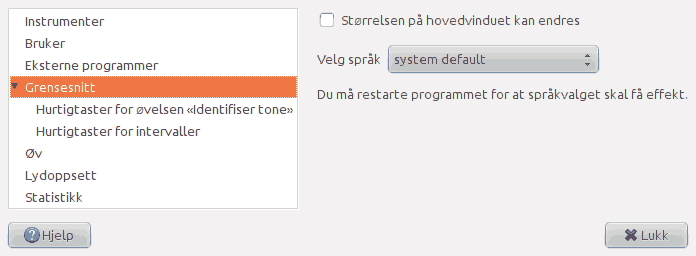 Instrumenter
Bruker
Eksterne programmer
Grensesnitt
Hurtigtaster for øvelsen «Identifiser tone»
Hurtigtaster for intervaller
Øv
Lydoppsett
Statistikk
Størrelsen på hovedvinduet kan endres
Velg språk system default
Du må restarte programmet for at språkvalget skal få effekt.
Hjelp
Lukk